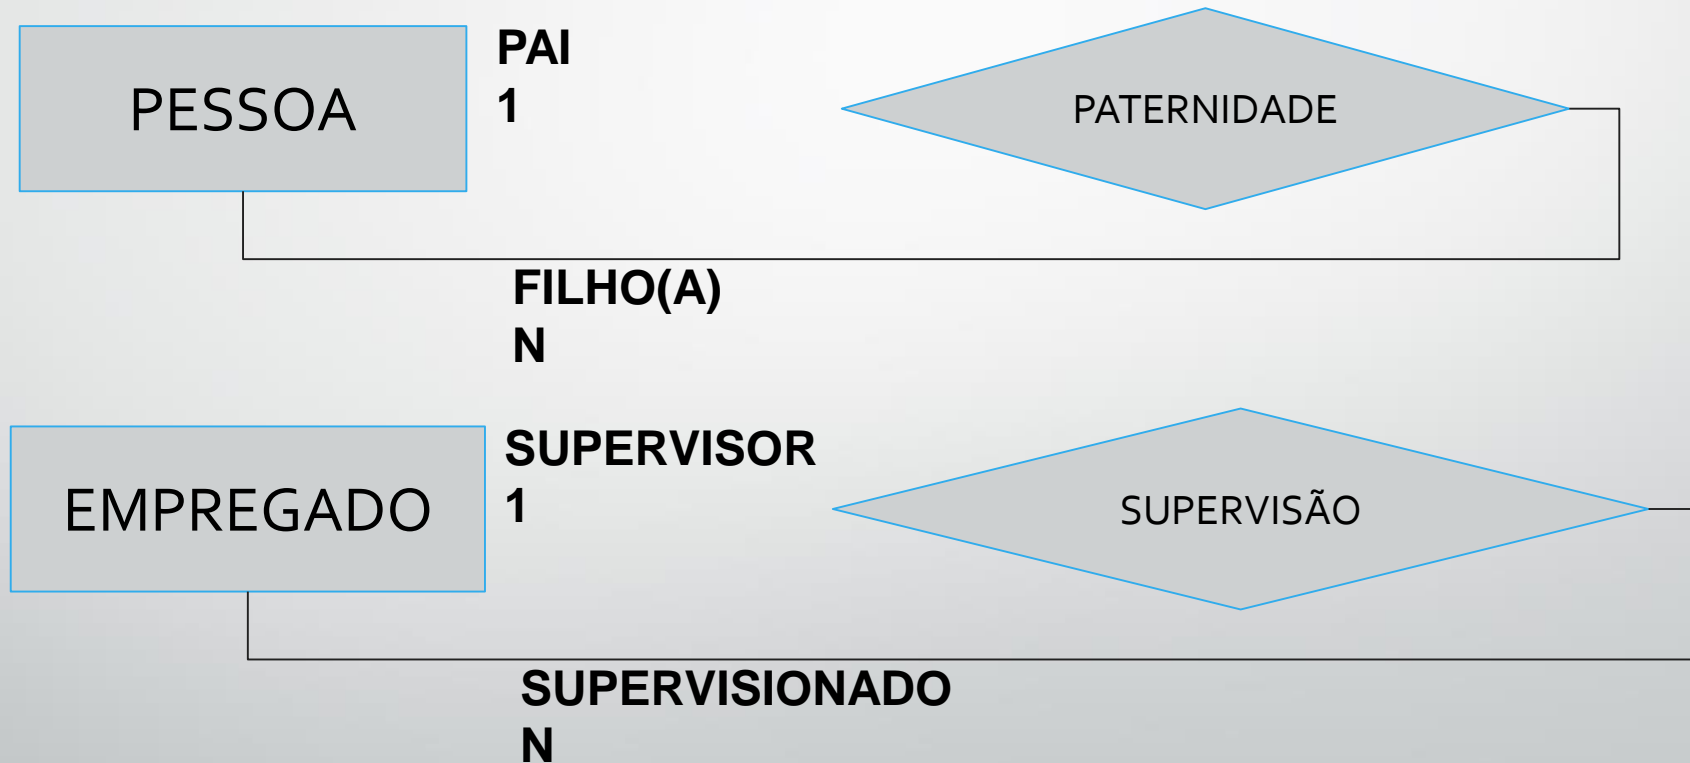 PESSOA
PAI
1
PATERNIDADE
FILHO(A)
N
EMPREGADO
SUPERVISOR
1
SUPERVISÃO
SUPERVISIONADO
N